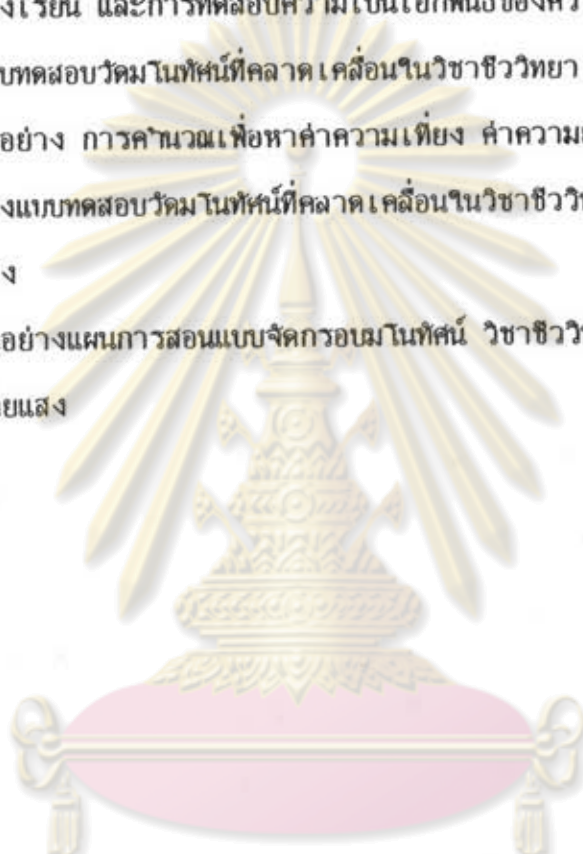 งเรียน และการทดสอบความเป็นเอกพันธ์ของคว
บทดสอบวัดมโนทัศน์ที่คลาดเคลื่อนในวิชาชีววิทยา
อย่าง การคำนวณเพื่อหาค่าความเที่ยง ค่าความย
งแบบทดสอบวัดมโนทัศน์ที่คลาดเคลื่อนในวิชาชีววิท
ง
อย่างแผนการสอนแบบจัดกรอบมโนทัศน์ วิชาชีววิท
ยแสง